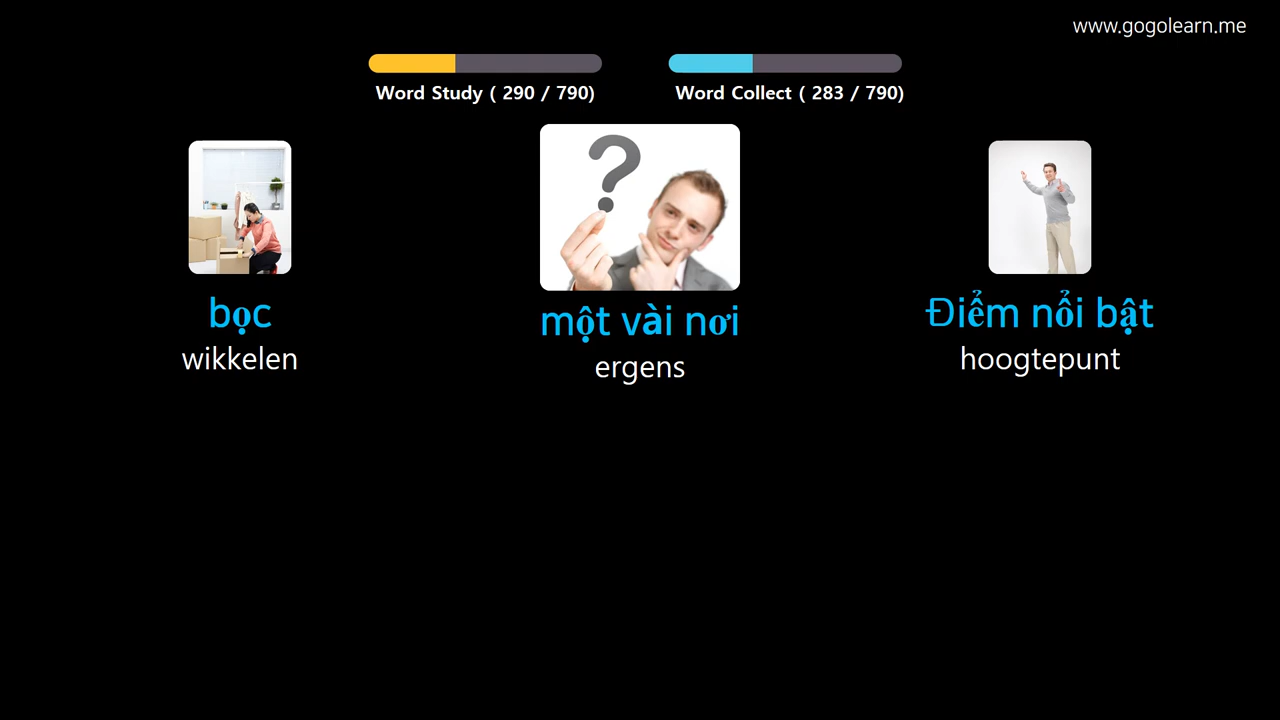 www.gogolearn.me
Word Study ( 290 / 790)
Word Collect ( 283 / 790)
bọc
wikkelen
một vài nơi
ergens
Điểm nổi bật
hoogtepunt